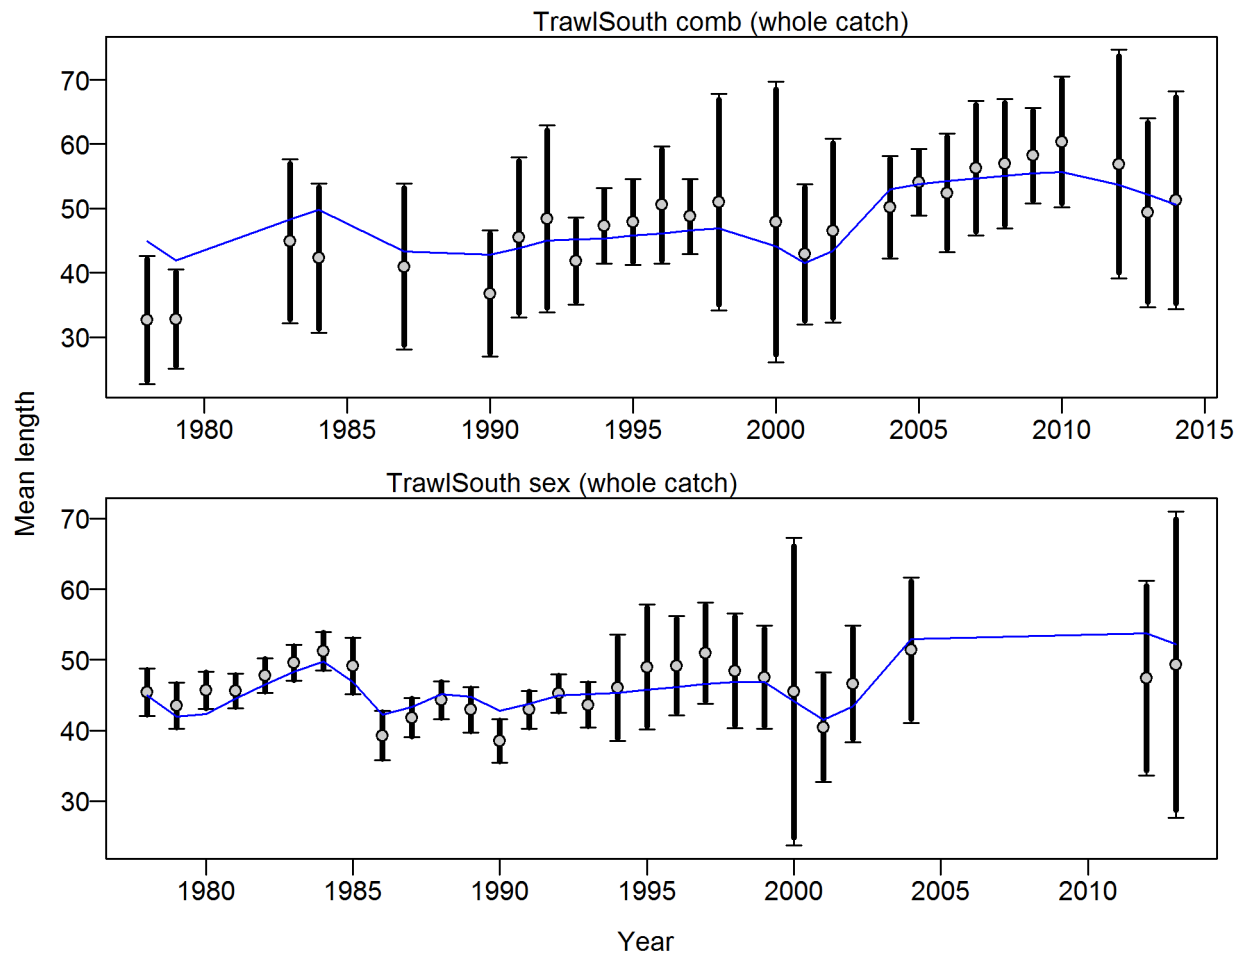 TrawlSouth comb (whole catch)
70
60
50
40
30
1980 1985 1990 1995 2000 2005 2010 2015
Mean length
TrawlSouth sex (whole catch)
70
60
50
40
30
1980 1985 1990 1995 2000 2005 2010
Year